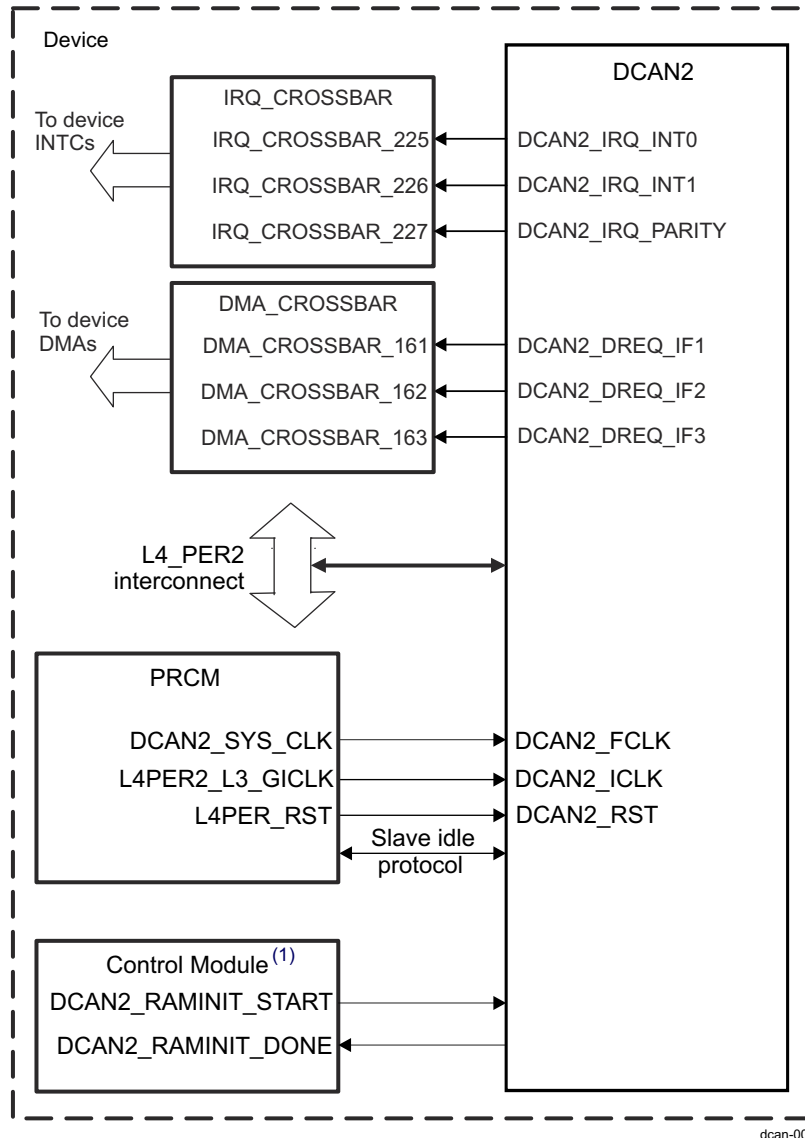 Device
DCAN2
IRQ_CROSSBAR
To device
INTCs
IRQ_CROSSBAR_225
DCAN2_IRQ_INT0
IRQ_CROSSBAR_226
DCAN2_IRQ_INT1
IRQ_CROSSBAR_227
DCAN2_IRQ_PARITY
DMA_CROSSBAR
To device
DMAs
DMA_CROSSBAR_161
DCAN2_DREQ_IF1
DMA_CROSSBAR_162
DCAN2_DREQ_IF2
DMA_CROSSBAR_163
DCAN2_DREQ_IF3
L4_PER2
interconnect
PRCM
DCAN2_SYS_CLK
DCAN2_FCLK
L4PER2_L3_GICLK
DCAN2_ICLK
L4PER_RST
DCAN2_RST
Slave idle
protocol
Control Module(1)
DCAN2_RAMINIT_START
DCAN2_RAMINIT_DONE